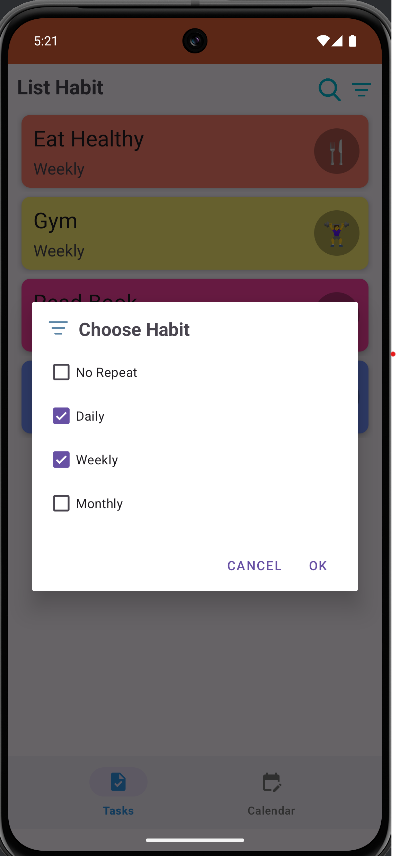 5:21
List Habit
Eat Healthy
Weekly
Gym
Weekly
Read Book
Choose Habit
No Repeat
Daily
Weekly
Monthly
CANCEL
OK
Tasks
Calendar